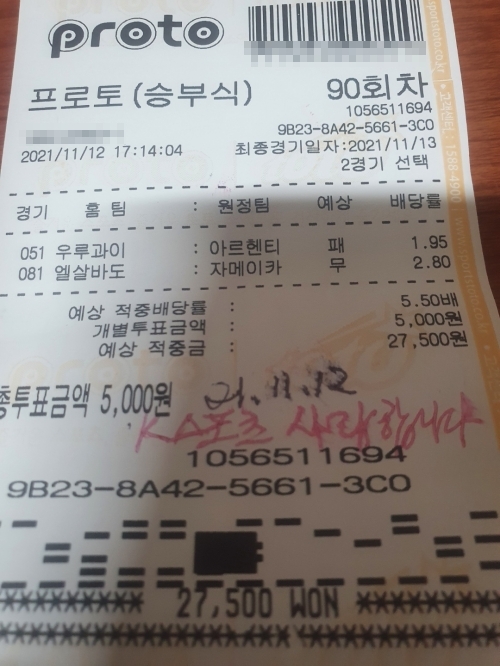 proto
프로토(승부식) 90회차
1056511694
9B23-8A42-5661-3C0
2021/11/12 17:14:04 최종경기일자:2021/11/13
2경기 선택
경기 홈 팀 : 원정팀 예상 배당률
051 우루과이 : 아르헨티 패 1.95
081 엘살바도 : 자메이카 무 2.80
예상 적중배당률 : 5.50배
개별투표금액 : 5,000원
예상 적중금 : 27,500원
총투표금액 5,000원 21.11.12
K스포츠 사랑합니다
1056511694
9B23-8A42-5661-3C0
********* 27,500 WON *********